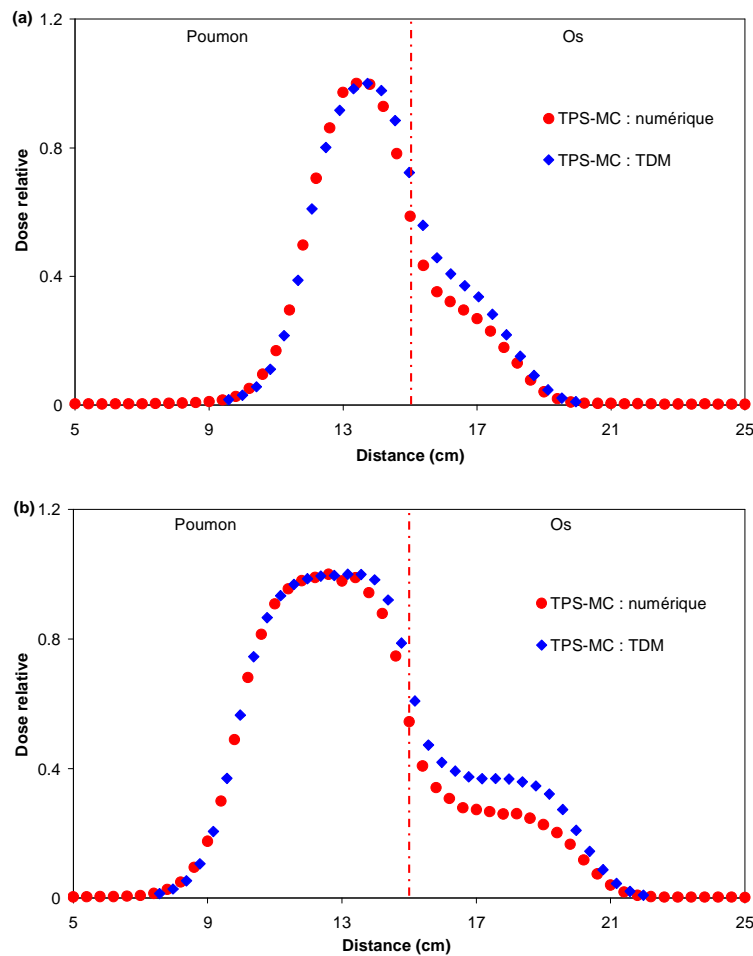 (a)
1.2
Poumon
Os
TPS-MC : numérique
TPS-MC : TDM
0.8
0.4
0
Dose relative
5
9
13
17
21
25
Distance (cm)
(b)
1.2
Poumon
Os
TPS-MC : numérique
TPS-MC : TDM
0.8
0.4
0
Dose relative
5
9
13
17
21
25
Distance (cm)